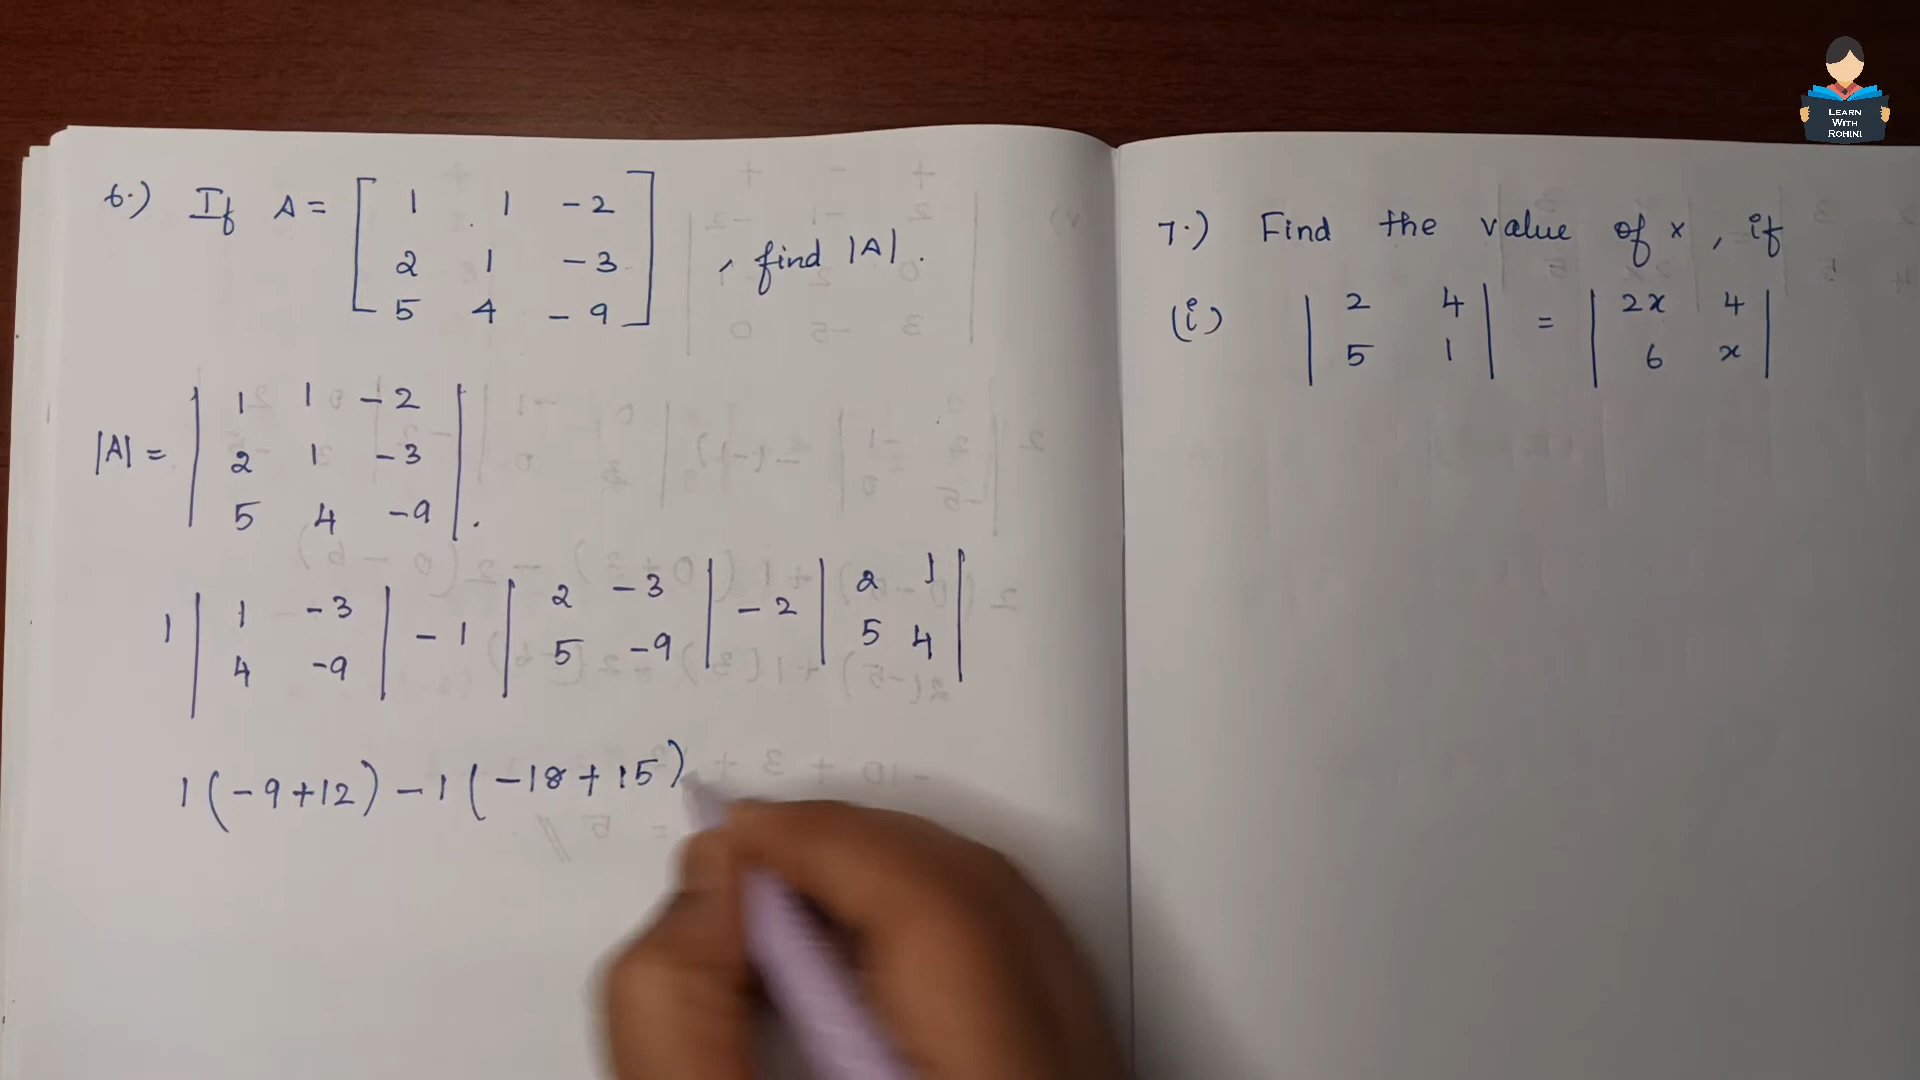 6.) If A = [ 1 1 -2
2 1 -3
5 4 -9 ] , find |A|.
|A| = | 1 1 -2
2 1 -3
5 4 -9 | .
1 | 1 -3 | - 1 | 2 -3 | - 2 | 2 1 |
| 4 -9 | | 5 -9 | | 5 4 |
1 (-9+12) - 1 (-18+15)
7.) Find the value of x, if
(i) | 2 4 | = | 2x 4 |
| 5 1 | | 6 x |
LEARN
WITH
ROHINI